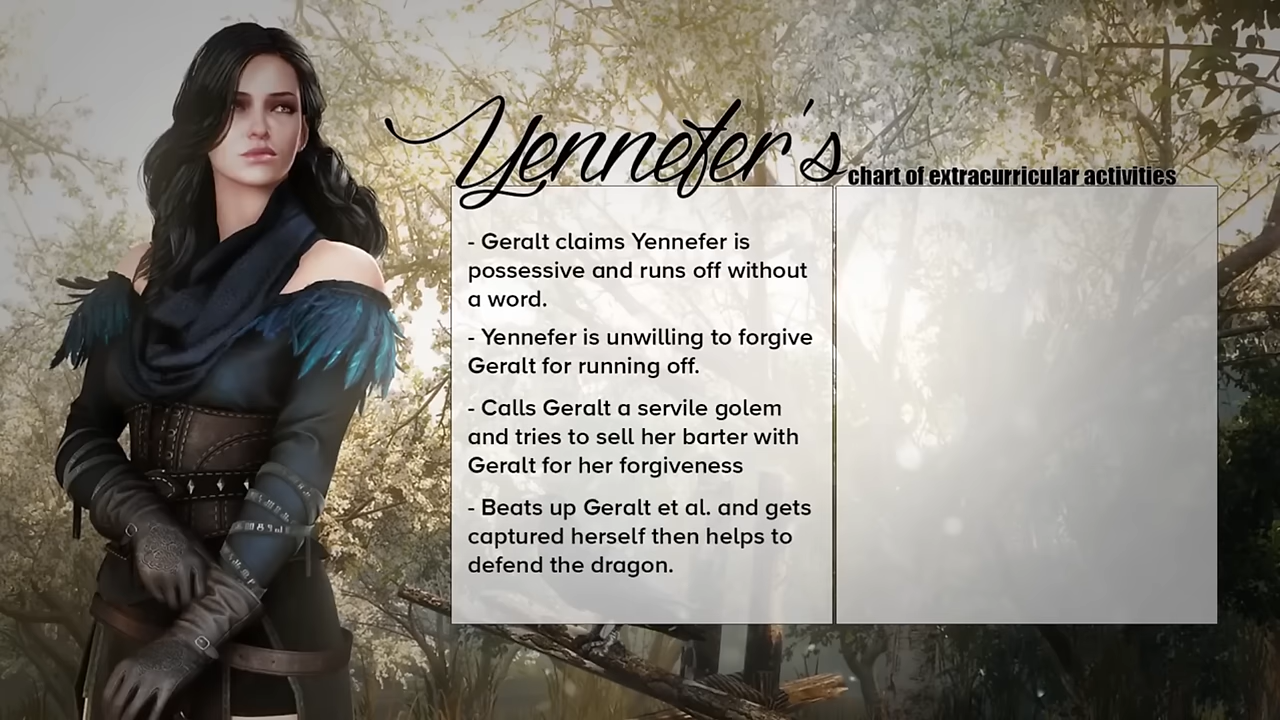 Yennefer's
chart of extracurricular activities
- Geralt claims Yennefer is
possessive and runs off without
a word.
- Yennefer is unwilling to forgive
Geralt for running off.
- Calls Geralt a servile golem
and tries to sell her barter with
Geralt for her forgiveness
- Beats up Geralt et al. and gets
captured herself then helps to
defend the dragon.